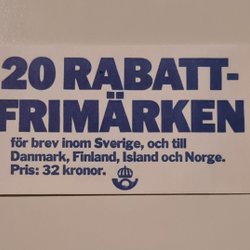 20 RABATT-
FRIMÄRKEN
för brev inom Sverige, och till
Danmark, Finland, Island och Norge.
Pris: 32 kronor.